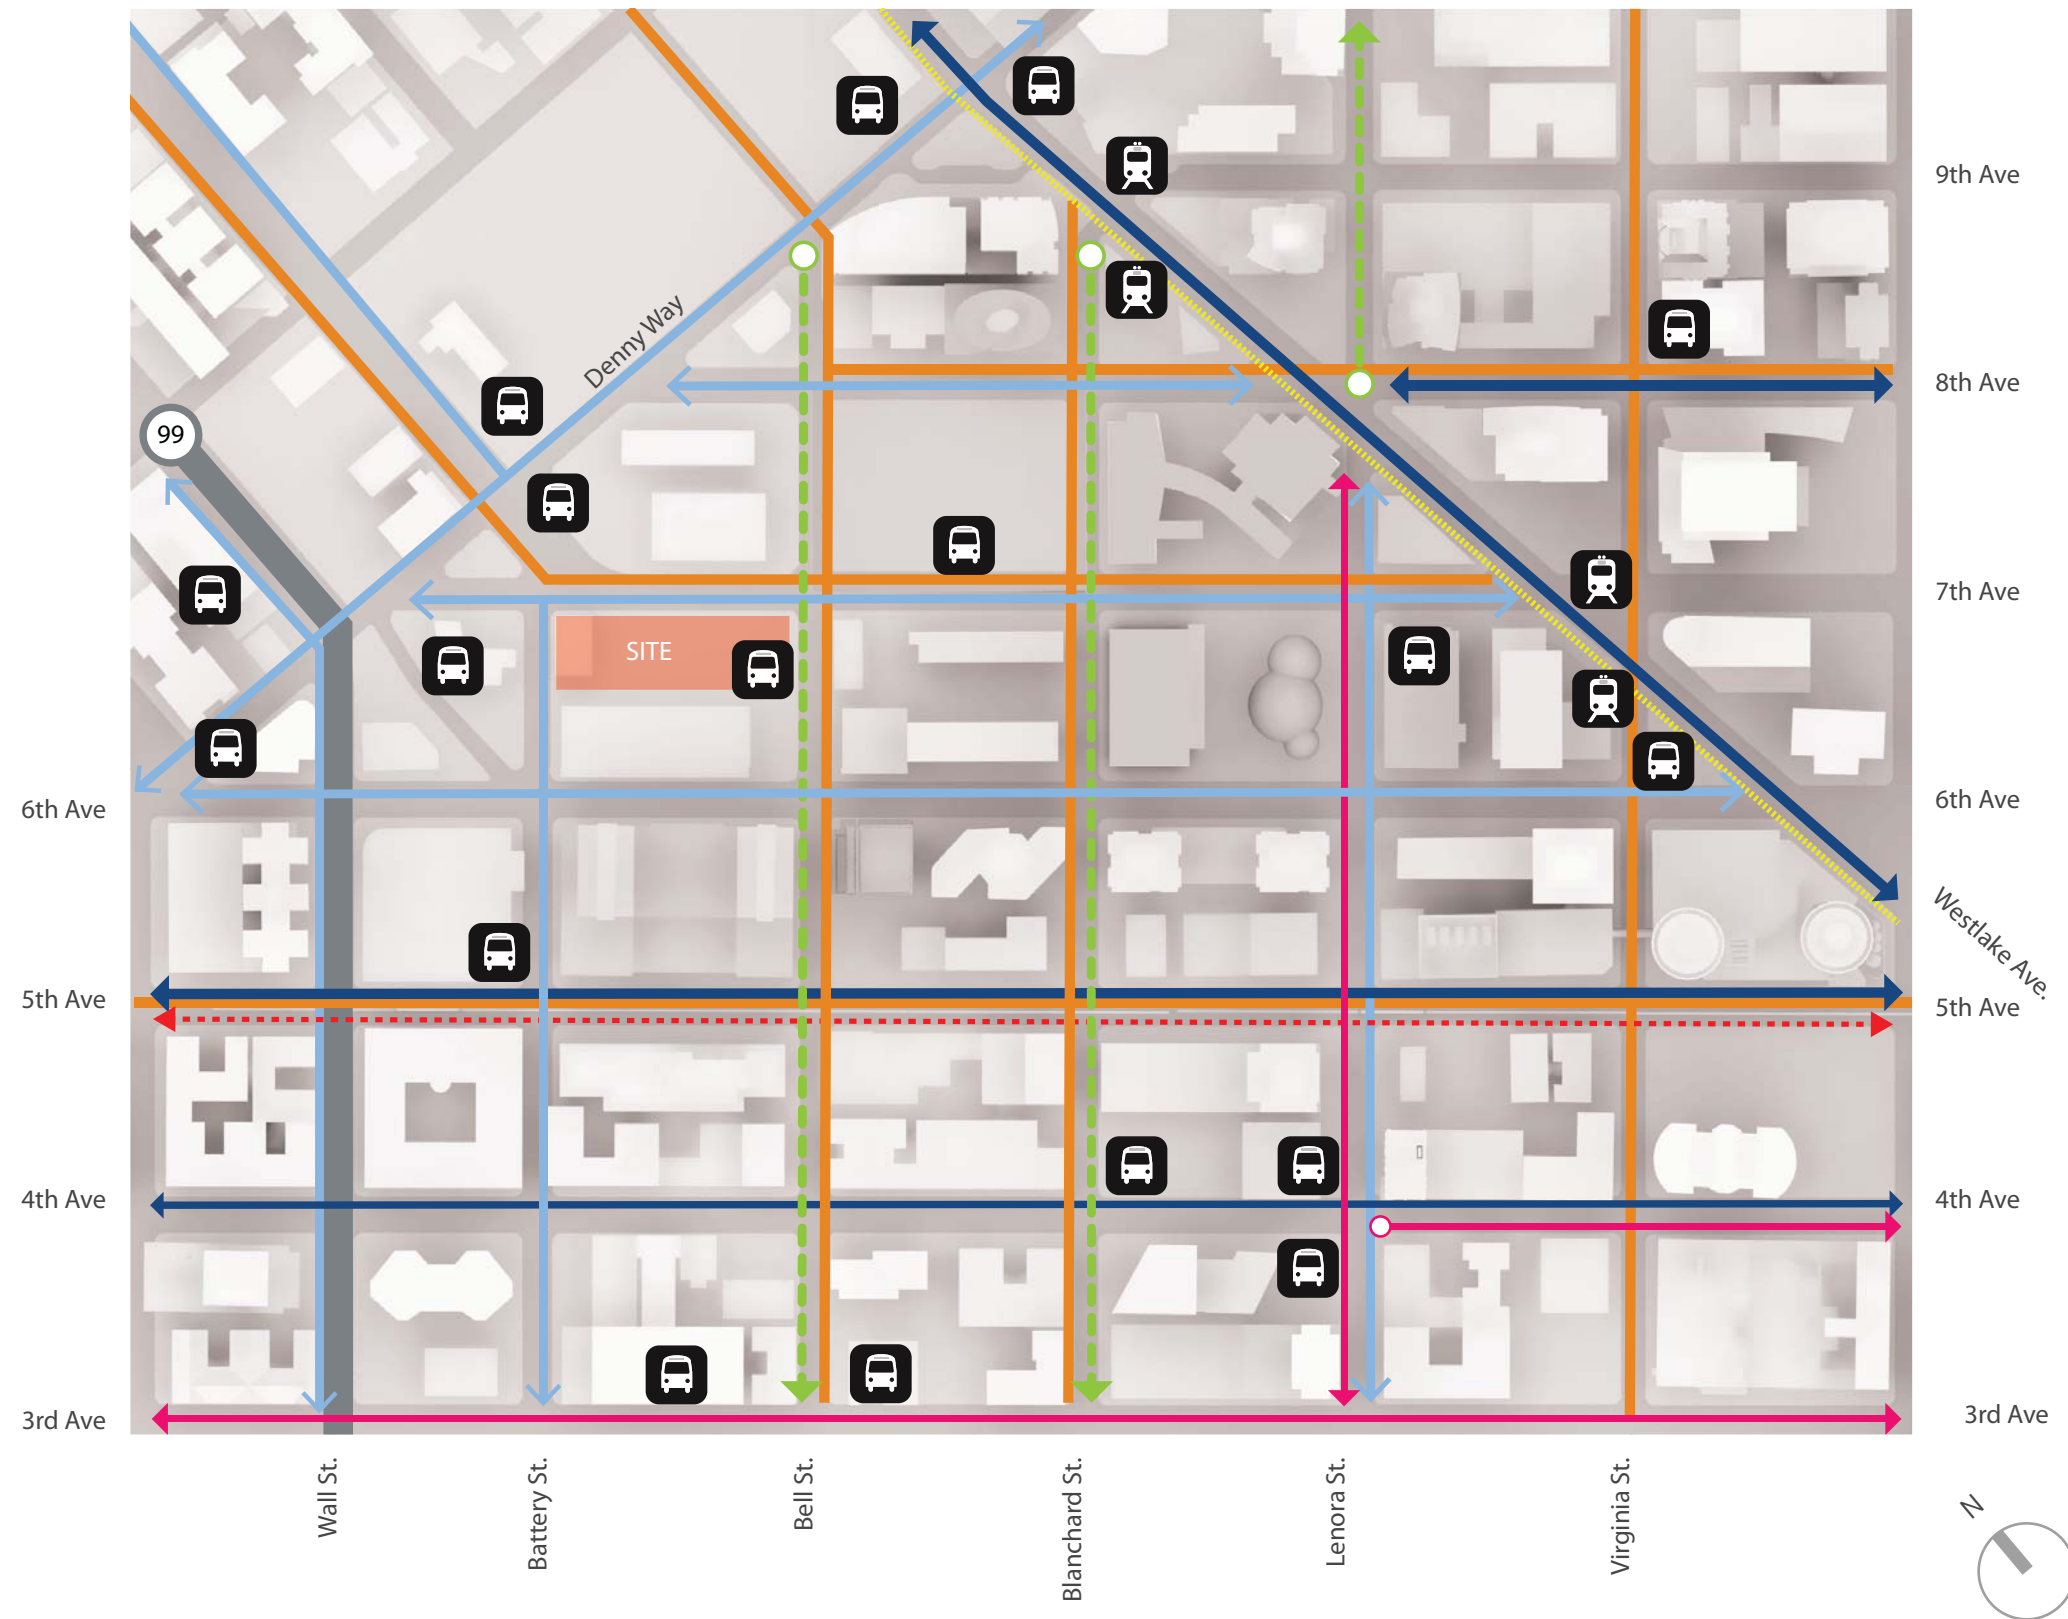 9th Ave
Denny Way
8th Ave
99
7th Ave
SITE
6th Ave
6th Ave
Westlake Ave.
5th Ave
5th Ave
4th Ave
4th Ave
3rd Ave
3rd Ave
Wall St.
Battery St.
Bell St.
Blanchard St.
Lenora St.
Virginia St.
N